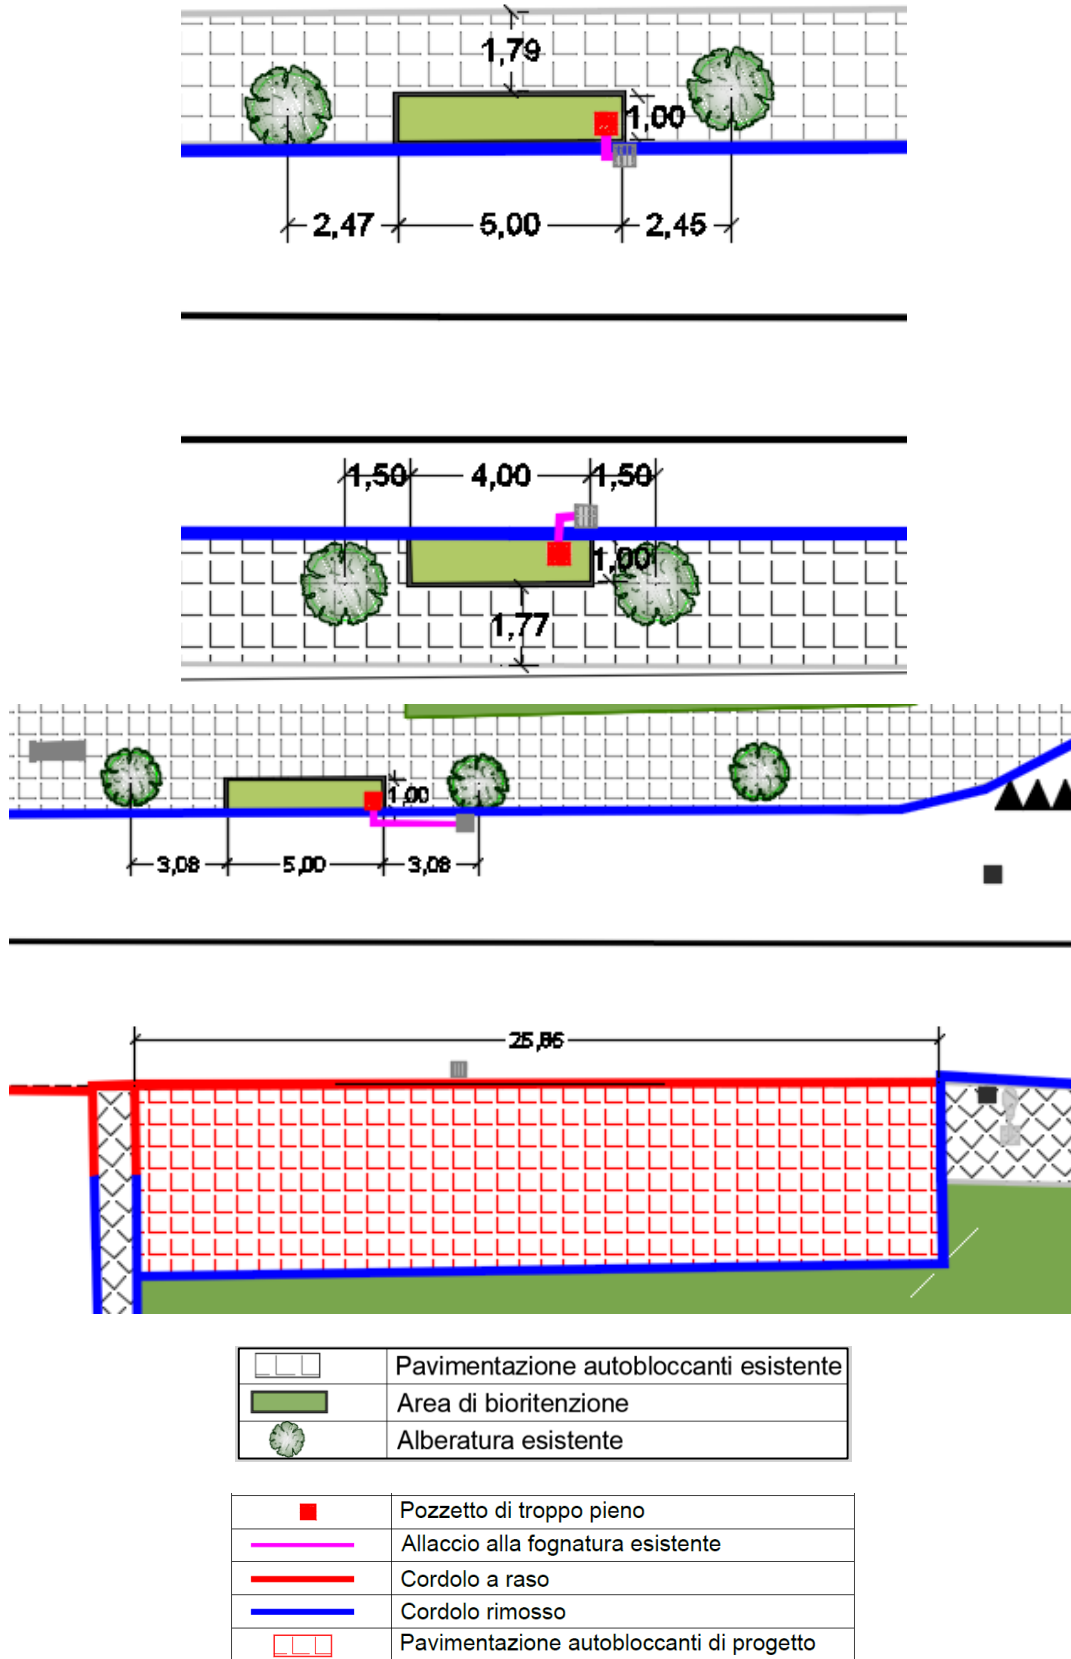 1,79
1,00
2,47 5,00 2,45
1,50 4,00 1,50
1,00
1,77
1,00
3,08 5,00 3,08
25,86
Pavimentazione autobloccanti esistente
Area di bioritenzione
Alberatura esistente
Pozzetto di troppo pieno
Allaccio alla fognatura esistente
Cordolo a raso
Cordolo rimosso
Pavimentazione autobloccanti di progetto